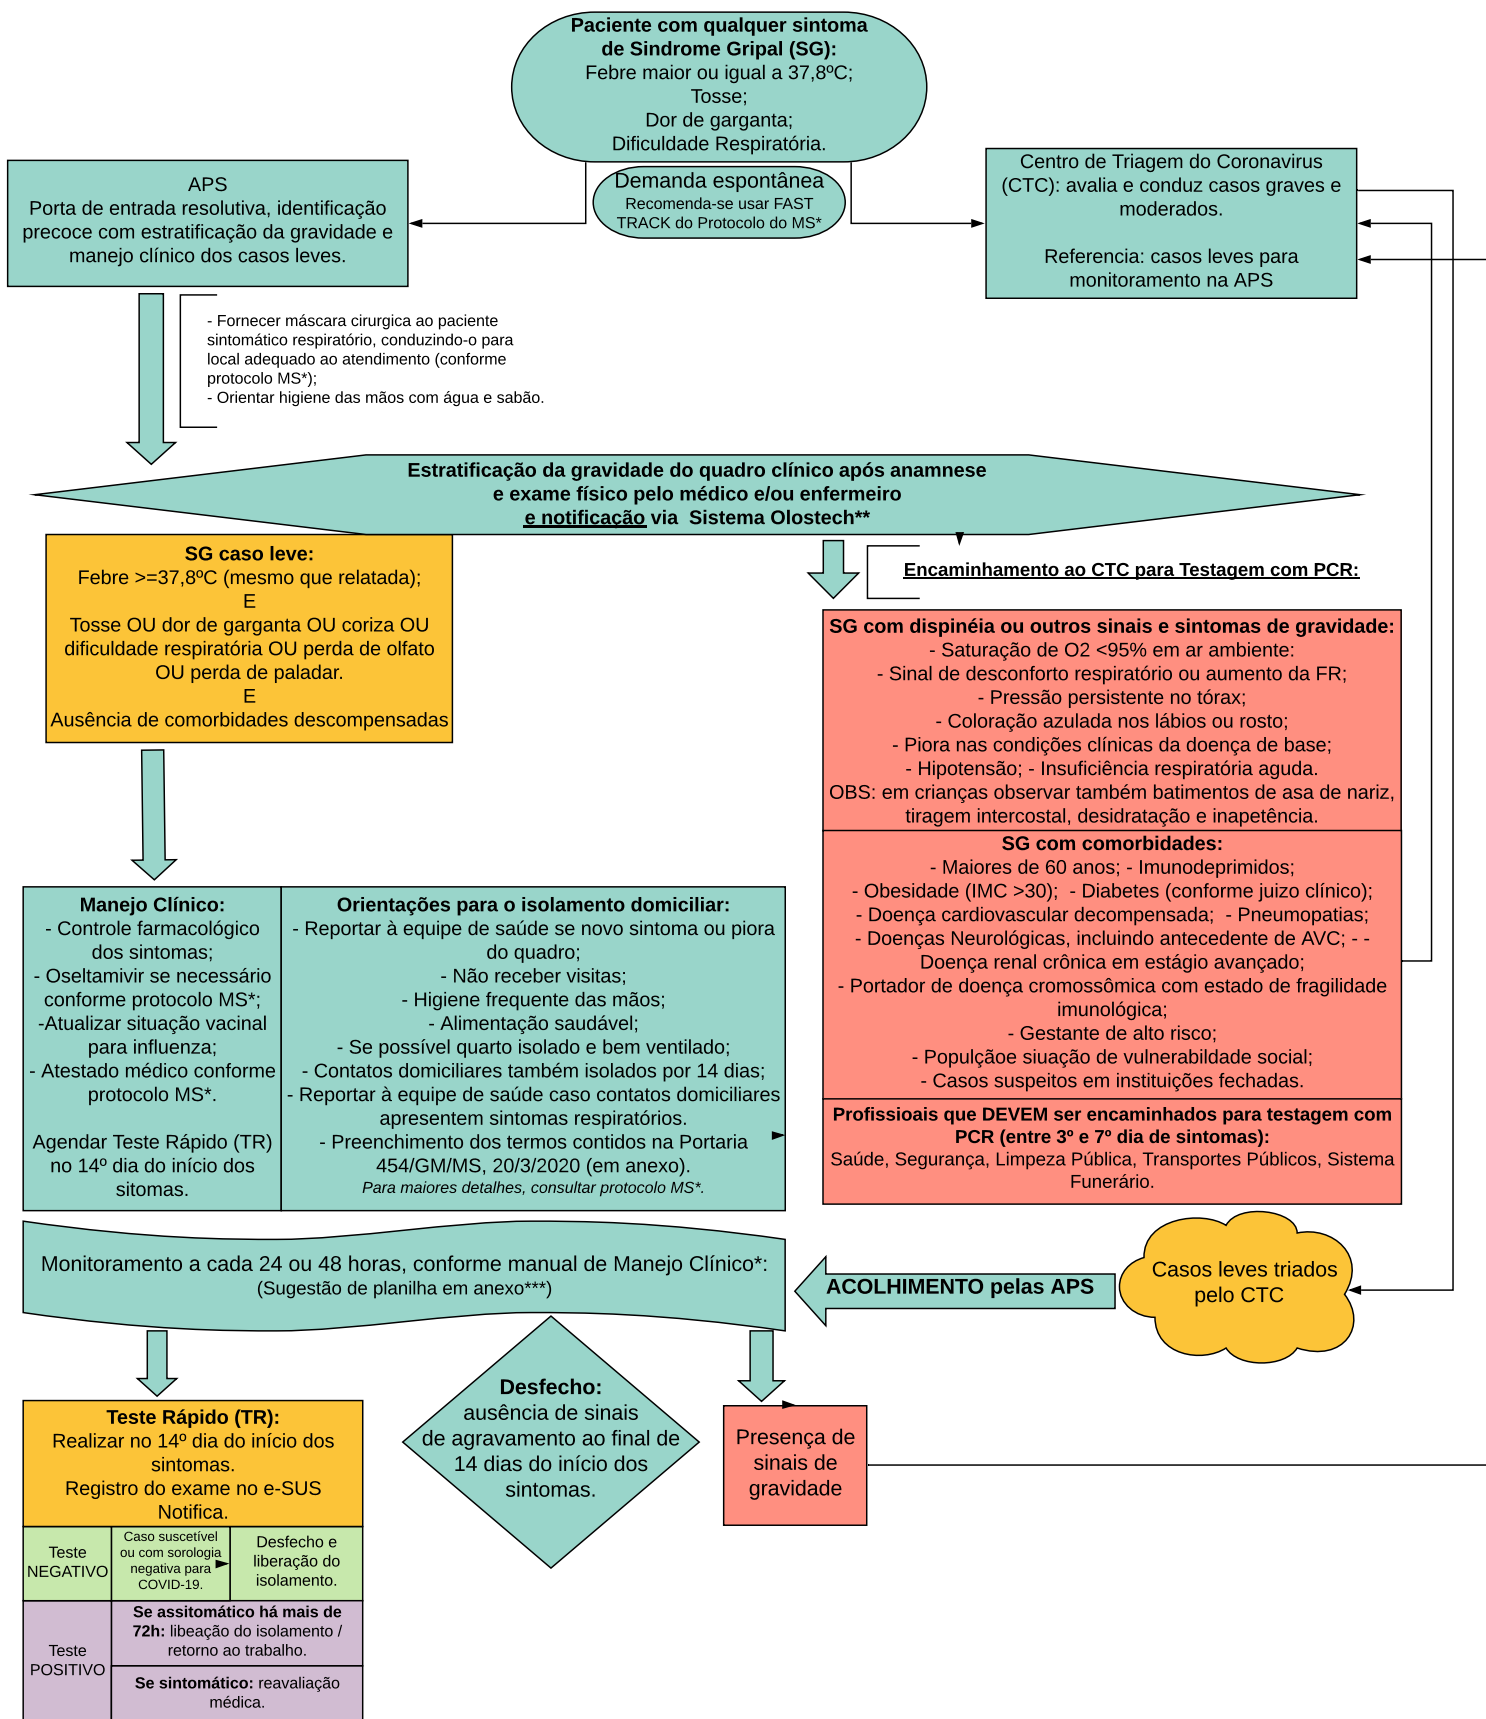 Paciente com qualquer sintoma
de Sindrome Gripal (SG):
Febre maior ou igual a 37,8ºC;
Tosse;
Dor de garganta;
Dificuldade Respiratória.
Demanda espontânea
Recomenda-se usar FAST
TRACK do Protocolo do MS*
APS
Porta de entrada resolutiva, identificação
precoce com estratificação da gravidade e
manejo clínico dos casos leves.
Centro de Triagem do Coronavirus
(CTC): avalia e conduz casos graves e
moderados.
Referencia: casos leves para
monitoramento na APS
- Fornecer máscara cirurgica ao paciente
sintomático respiratório, conduzindo-o para
local adequado ao atendimento (conforme
protocolo MS*);
- Orientar higiene das mãos com água e sabão.
Estratificação da gravidade do quadro clínico após anamnese
e exame físico pelo médico e/ou enfermeiro
e notificação via  Sistema Olostech**
SG caso leve:
Febre >=37,8ºC (mesmo que relatada);
E
Tosse OU dor de garganta OU coriza OU
dificuldade respiratória OU perda de olfato
OU perda de paladar.
E
Ausência de comorbidades descompensadas
Encaminhamento ao CTC para Testagem com PCR:
SG com dispinéia ou outros sinais e sintomas de gravidade:
- Saturação de O2 <95% em ar ambiente:
- Sinal de desconforto respiratório ou aumento da FR;
- Pressão persistente no tórax;
- Coloração azulada nos lábios ou rosto;
- Piora nas condições clínicas da doença de base;
- Hipotensão; - Insuficiência respiratória aguda.
OBS: em crianças observar também batimentos de asa de nariz,
tiragem intercostal, desidratação e inapetência.
SG com comorbidades:
- Maiores de 60 anos; - Imunodeprimidos;
- Obesidade (IMC >30);  - Diabetes (conforme juizo clínico);
- Doença cardiovascular decompensada;  - Pneumopatias;
- Doenças Neurológicas, incluindo antecedente de AVC; - -
Doença renal crônica em estágio avançado;
- Portador de doença cromossômica com estado de fragilidade
imunológica;
- Gestante de alto risco;
- Populçãoe siuação de vulnerabildade social;
- Casos suspeitos em instituições fechadas.
Profissioais que DEVEM ser encaminhados para testagem com
PCR (entre 3º e 7º dia de sintomas):
Saúde, Segurança, Limpeza Pública, Transportes Públicos, Sistema
Funerário.
Manejo Clínico:
- Controle farmacológico
dos sintomas;
- Oseltamivir se necessário
conforme protocolo MS*;
-Atualizar situação vacinal
para influenza;
- Atestado médico conforme
protocolo MS*.
Agendar Teste Rápido (TR)
no 14º dia do início dos
sitomas.
Orientações para o isolamento domiciliar:
- Reportar à equipe de saúde se novo sintoma ou piora
do quadro;
- Não receber visitas;
- Higiene frequente das mãos;
- Alimentação saudável;
- Se possível quarto isolado e bem ventilado;
- Contatos domiciliares também isolados por 14 dias;
- Reportar à equipe de saúde caso contatos domiciliares
apresentem sintomas respiratórios.
- Preenchimento dos termos contidos na Portaria
454/GM/MS, 20/3/2020 (em anexo).
Para maiores detalhes, consultar protocolo MS*.
Monitoramento a cada 24 ou 48 horas, conforme manual de Manejo Clínico*:
(Sugestão de planilha em anexo***)
ACOLHIMENTO pelas APS
Casos leves triados
pelo CTC
Teste Rápido (TR):
Realizar no 14º dia do início dos
sintomas.
Registro do exame no e-SUS
Notifica.
Teste
NEGATIVO
Caso suscetível
ou com sorologia
negativa para
COVID-19.
Desfecho e
liberação do
isolamento.
Teste
POSITIVO
Se assitomático há mais de
72h: libeação do isolamento /
retorno ao trabalho.
Se sintomático: reavaliação
médica.
Desfecho:
ausência de sinais
de agravamento ao final de
14 dias do início dos
sintomas.
Presença de
sinais de
gravidade